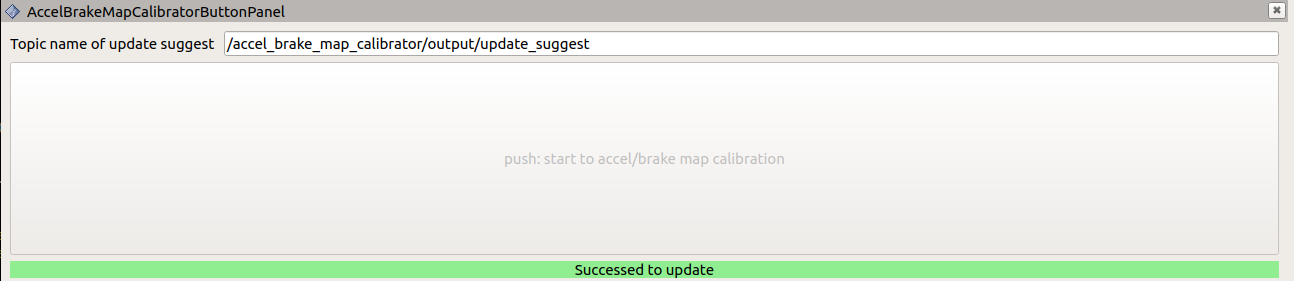 AccelBrakeMapCalibratorButtonPanel
Topic name of update suggest /accel_brake_map_calibrator/output/update_suggest
push: start to accel/brake map calibration
Successed to update